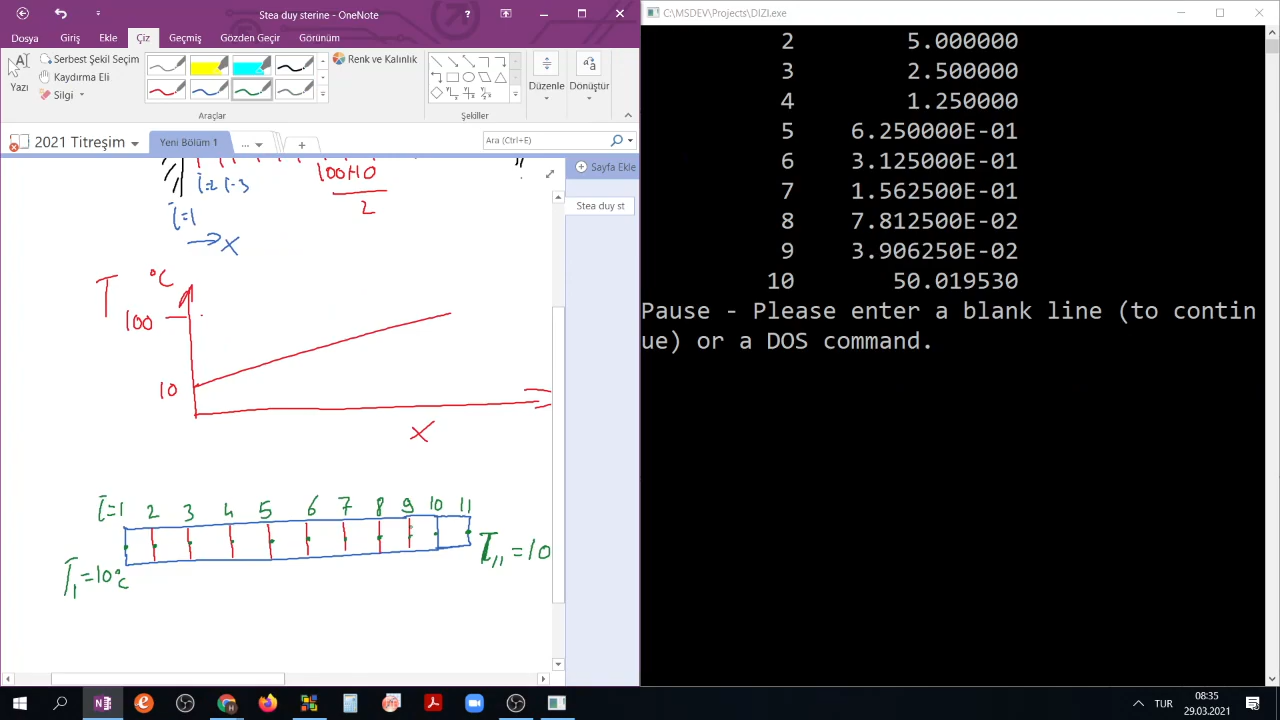 Stea duy sterine - OneNote
Dosya Giriş Ekle Çiz Geçmiş Gözden Geçir Görünüm
Yazı
Serbest Şekil Seçim
Kaydırma Eli
Silgi
Renk ve Kalınlık
Düzenle
Dönüştür
Araçlar
Şekiller
2021 Titreşim
Yeni Bölüm 1
...
Ara (Ctrl+E)
Sayfa Ekle
Stea duy st
i=2 i=3
100+10
2
i=1
→X
T °C
100
10
X
i=1 2 3 4 5 6 7 8 9 10 11
T1=10°C
T11=10
C:\MSDEV\Projects\DIZI.exe
2 5.000000
3 2.500000
4 1.250000
5 6.250000E-01
6 3.125000E-01
7 1.562500E-01
8 7.812500E-02
9 3.906250E-02
10 50.019530
Pause - Please enter a blank line (to contin
ue) or a DOS command.
TUR
08:35
29.03.2021